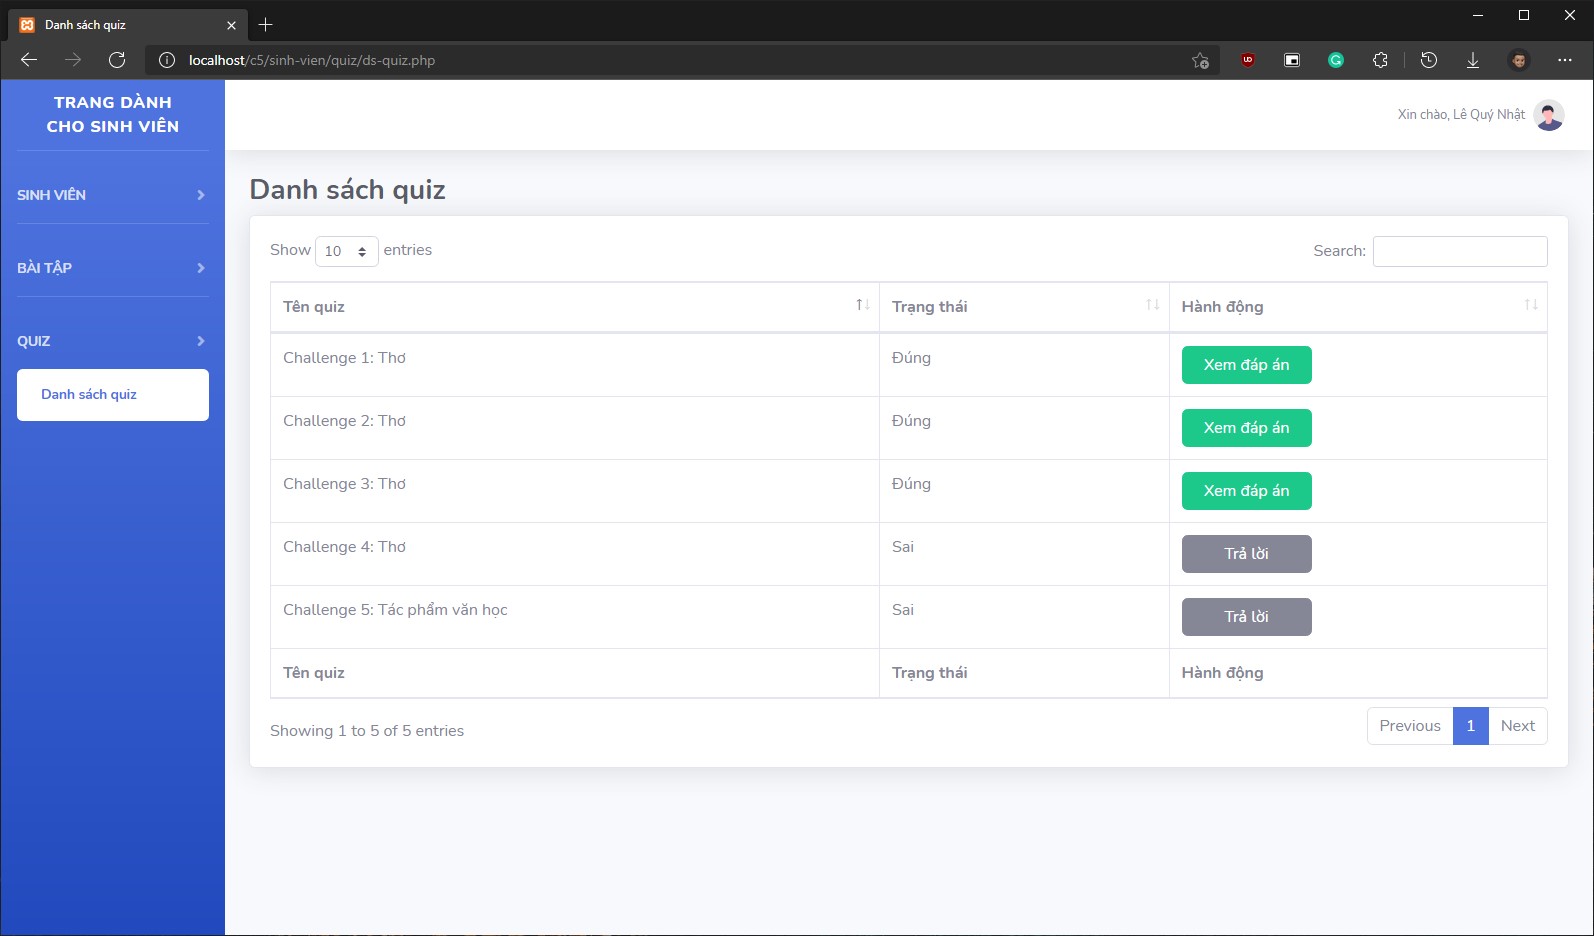 Danh sách quiz
localhost/c5/sinh-vien/quiz/ds-quiz.php
TRANG DÀNH
CHO SINH VIÊN
Xin chào, Lê Quý Nhật
SINH VIÊN
BÀI TẬP
QUIZ
Danh sách quiz
Danh sách quiz
Show 10 entries
Search:
Tên quiz Trạng thái Hành động
Challenge 1: Thơ Đúng Xem đáp án
Challenge 2: Thơ Đúng Xem đáp án
Challenge 3: Thơ Đúng Xem đáp án
Challenge 4: Thơ Sai Trả lời
Challenge 5: Tác phẩm văn học Sai Trả lời
Tên quiz Trạng thái Hành động
Showing 1 to 5 of 5 entries
Previous 1 Next